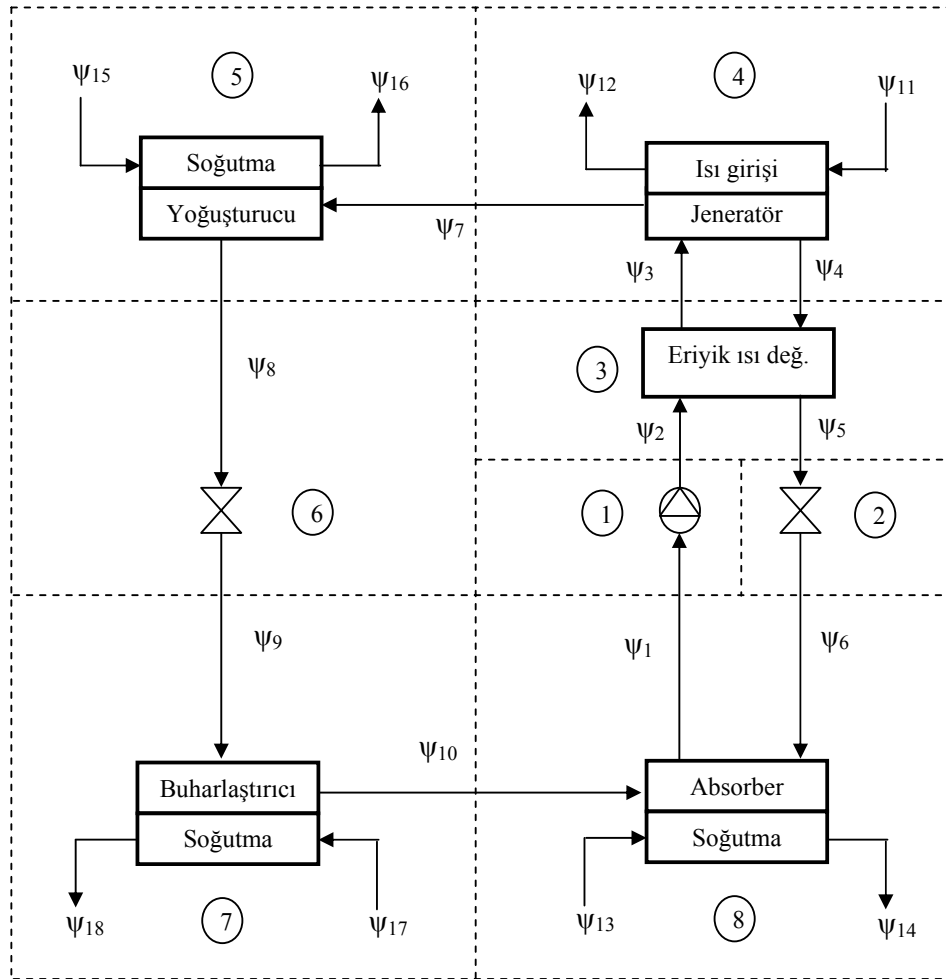 ψ15
5
ψ16
ψ12
4
ψ11
Soğutma
Yoğuşturucu
Isı girişi
Jeneratör
ψ7
ψ3
ψ4
ψ8
3
Eriyik ısı değ.
ψ2
ψ5
6
1
2
ψ9
ψ1
ψ6
ψ10
Buharlaştırıcı
Soğutma
Absorber
Soğutma
ψ18
7
ψ17
ψ13
8
ψ14